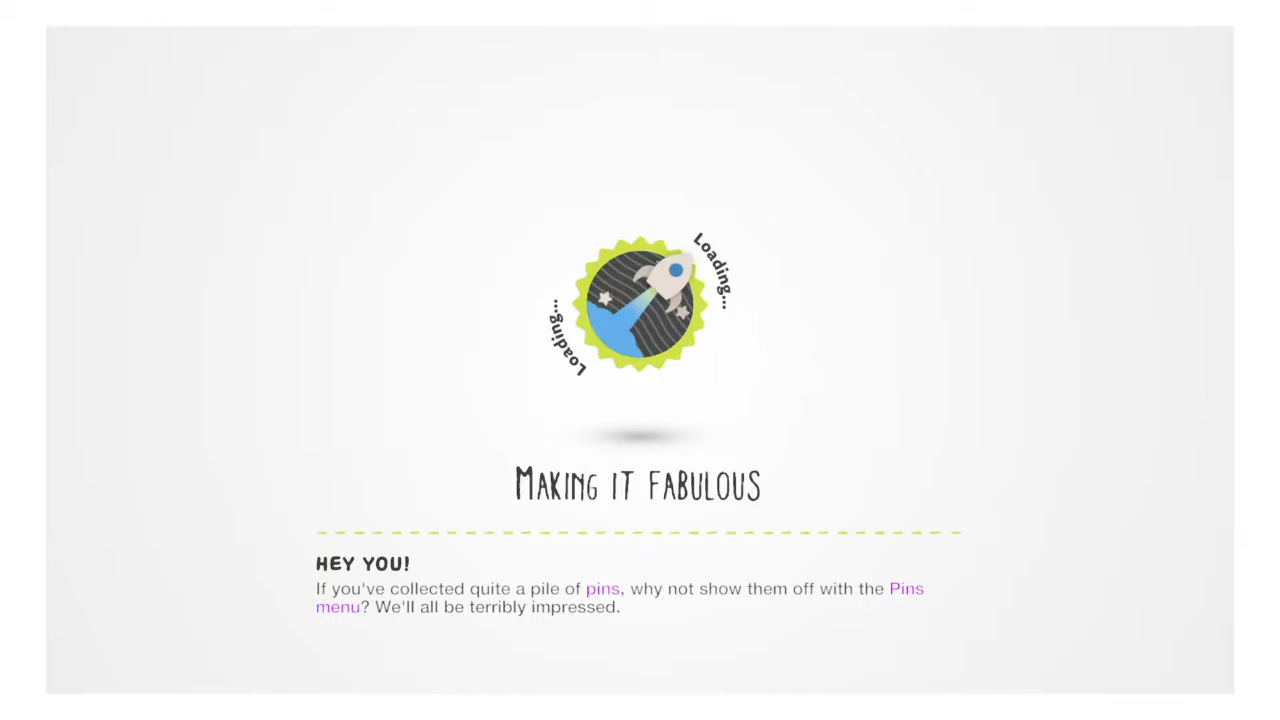 Loading...
Loading...
Making it fabulous
HEY YOU!
If you've collected quite a pile of pins, why not show them off with the Pins
menu? We'll all be terribly impressed.